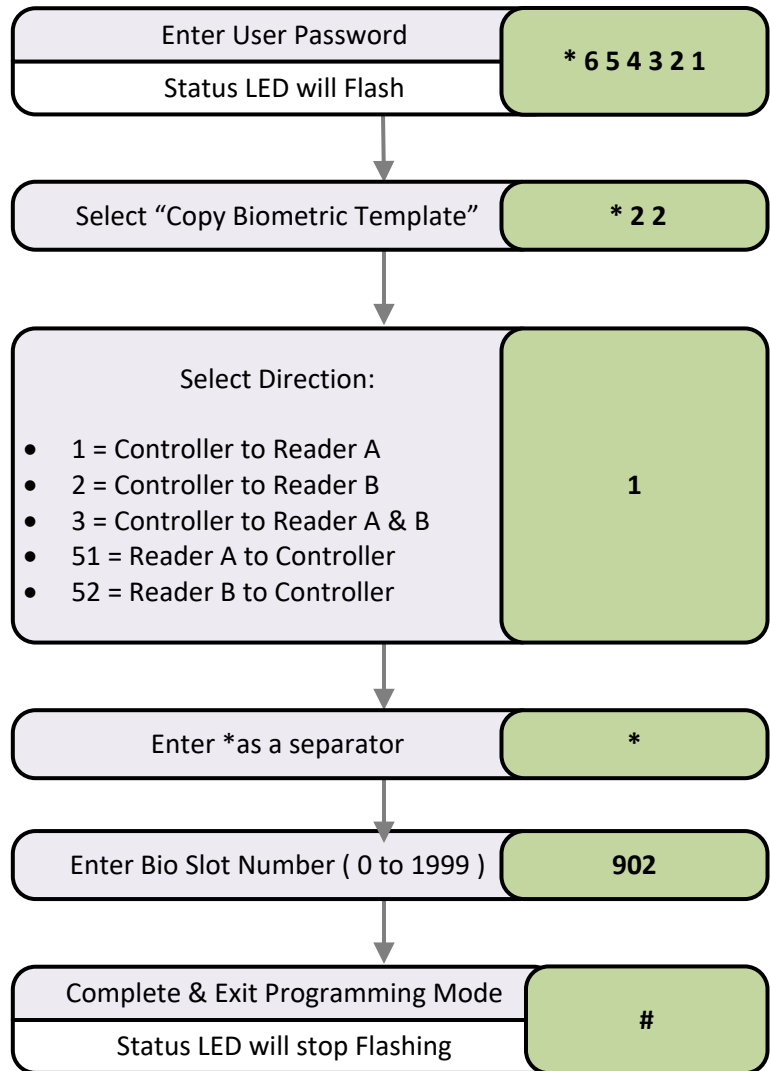 Enter User Password
* 6 5 4 3 2 1
Status LED will Flash
Select “Copy Biometric Template”
* 2 2
Select Direction:
• 1 = Controller to Reader A
• 2 = Controller to Reader B
• 3 = Controller to Reader A & B
• 51 = Reader A to Controller
• 52 = Reader B to Controller
1
Enter *as a separator
*
Enter Bio Slot Number ( 0 to 1999 )
902
Complete & Exit Programming Mode
#
Status LED will stop Flashing